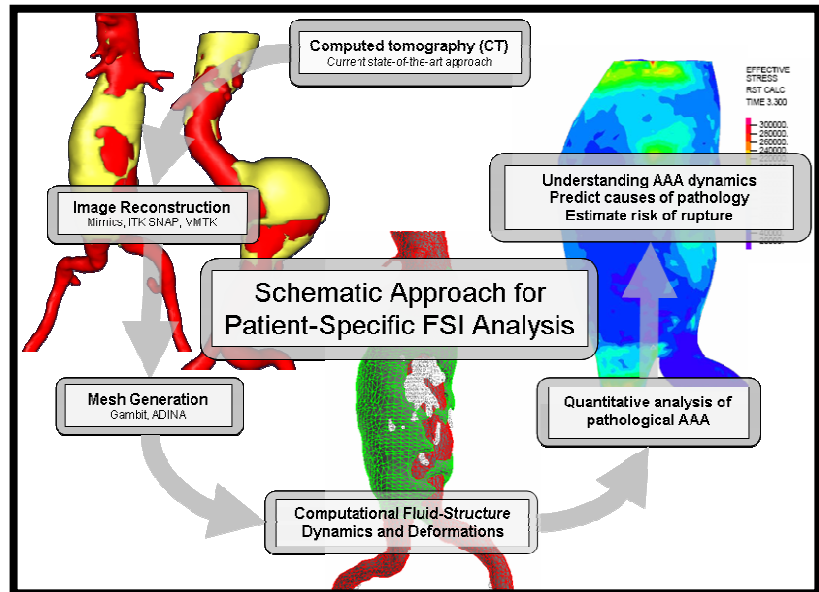 Computed tomography (CT)
Current state-of-the-art approach
EFFECTIVE
STRESS
RST CALC
TIME 3.300
300000.
280000.
260000.
240000.
Understanding AAA dynamics
Predict causes of pathology
Estimate risk of rupture
Image Reconstruction
Mimics, ITK SNAP, VMTK
Schematic Approach for
Patient-Specific FSI Analysis
Mesh Generation
Gambit, ADINA
Quantitative analysis of
pathological AAA
Computational Fluid-Structure
Dynamics and Deformations